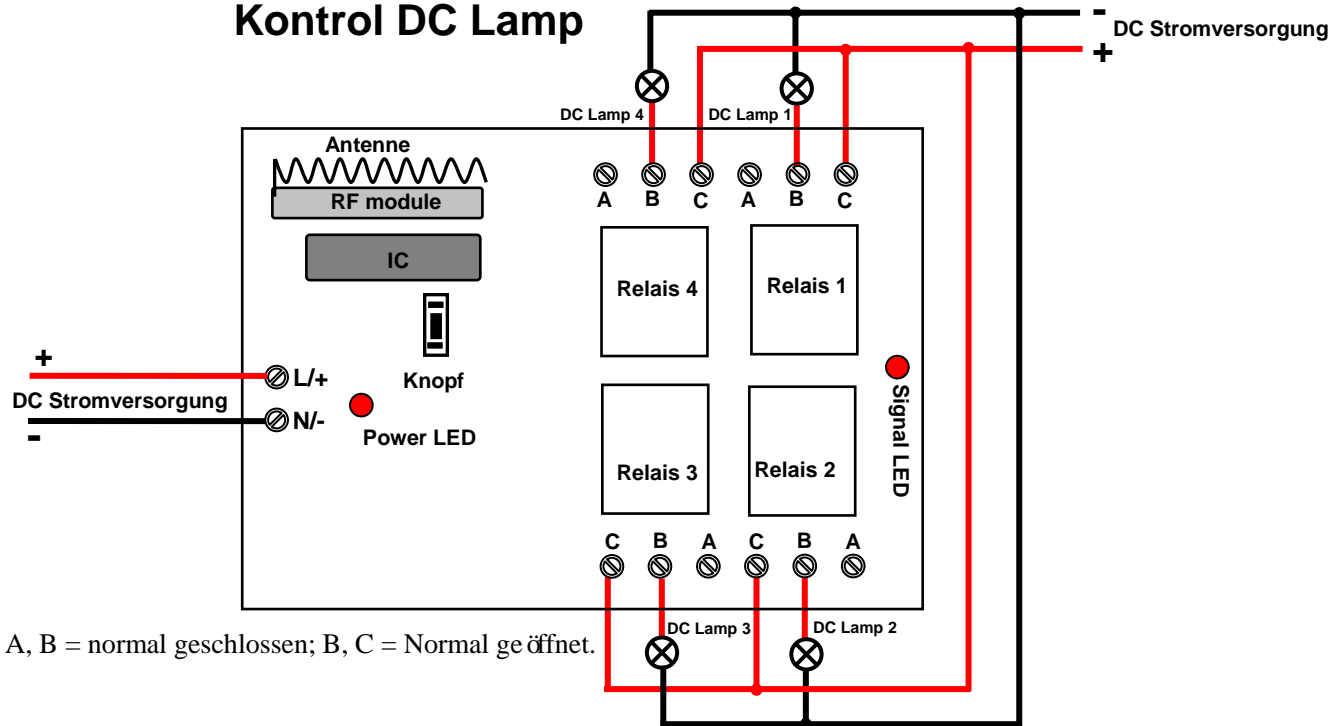 Kontrol DC Lamp
-
DC Stromversorgung
+
DC Lamp 4
DC Lamp 1
Antenne
RF module
A B C A B C
IC
Relais 4
Relais 1
+
L/+
Knopf
DC Stromversorgung
N/-
-
Power LED
Signal LED
Relais 3
Relais 2
C B A C B A
DC Lamp 3
DC Lamp 2
A, B = normal geschlossen; B, C = Normal geöffnet.